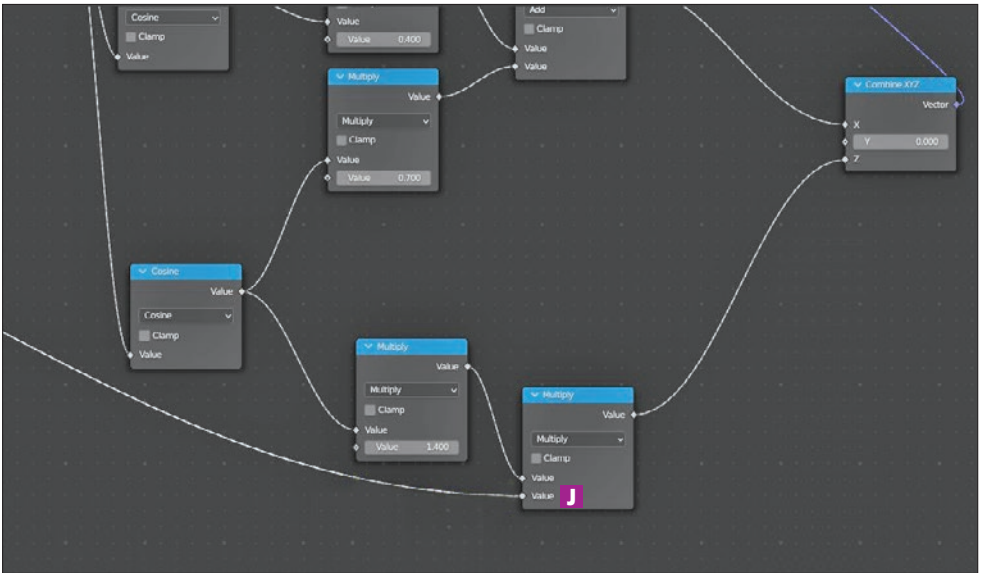 Cosine
Clamp
Value
Value
Value 0.400
Add
Clamp
Value
Value
Multiply
Value
Multiply
Clamp
Value
Value 0.700
Combine XYZ
Vector
X
Y 0.000
Z
Cosine
Value
Cosine
Clamp
Value
Multiply
Value
Multiply
Clamp
Value
Value 1.400
Multiply
Value
Multiply
Clamp
Value
Value J